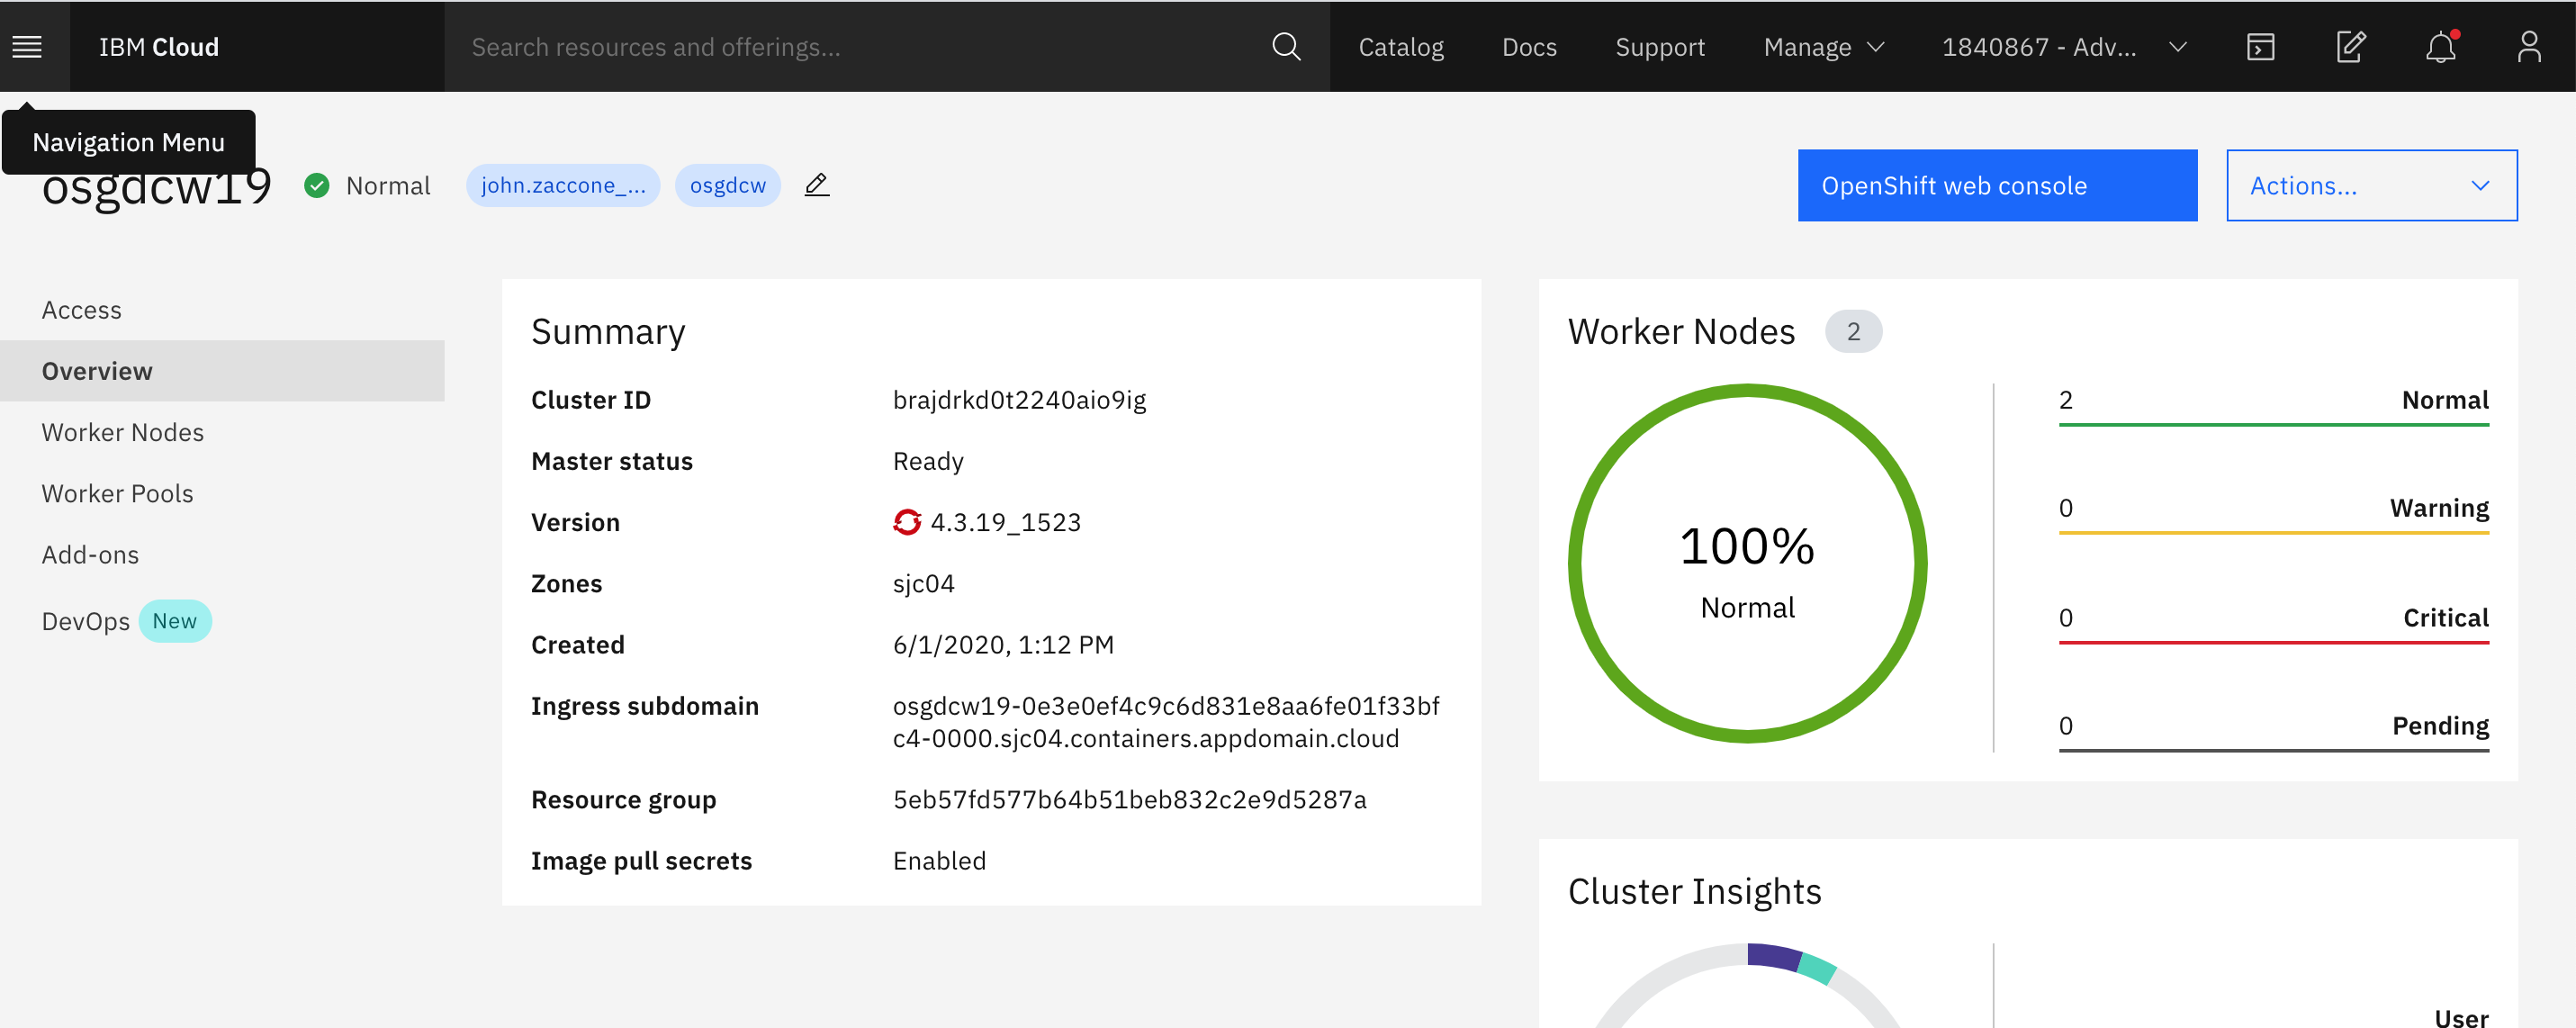 IBM Cloud
Search resources and offerings...
Catalog
Docs
Support
Manage
1840867 - Adv...
Navigation Menu
osgdcw19
Normal
john.zaccone_...
osgdcw
OpenShift web console
Actions...
Access
Overview
Worker Nodes
Worker Pools
Add-ons
DevOps New
Summary
Cluster ID brajdrkd0t2240aio9ig
Master status Ready
Version 4.3.19_1523
Zones sjc04
Created 6/1/2020, 1:12 PM
Ingress subdomain osgdcw19-0e3e0ef4c9c6d831e8aa6fe01f33bf
c4-0000.sjc04.containers.appdomain.cloud
Resource group 5eb57fd577b64b51beb832c2e9d5287a
Image pull secrets Enabled
Worker Nodes 2
100%
Normal
2 Normal
0 Warning
0 Critical
0 Pending
Cluster Insights
User